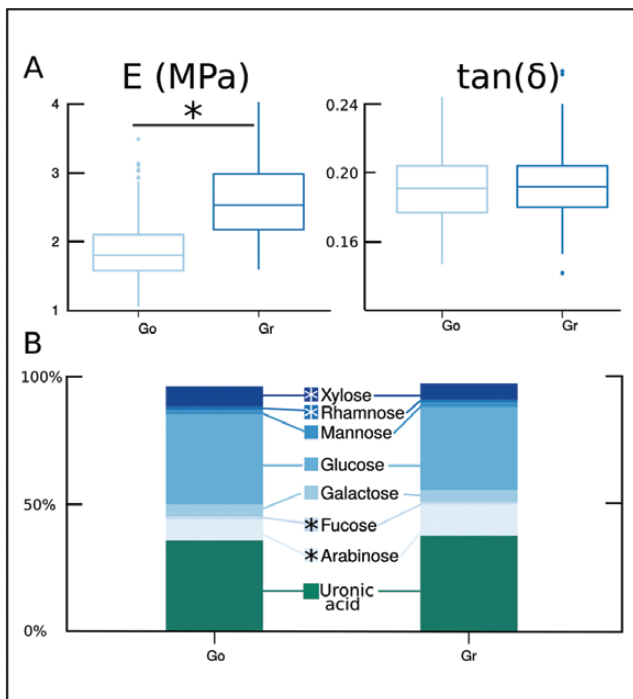 A
E (MPa)
tan(δ)
*
4
3
2
1
Go
Gr
0.24
0.20
0.16
Go
Gr
B
100%
50%
0%
* Xylose
* Rhamnose
Mannose
Glucose
Galactose
* Fucose
* Arabinose
Uronic
acid
Go
Gr